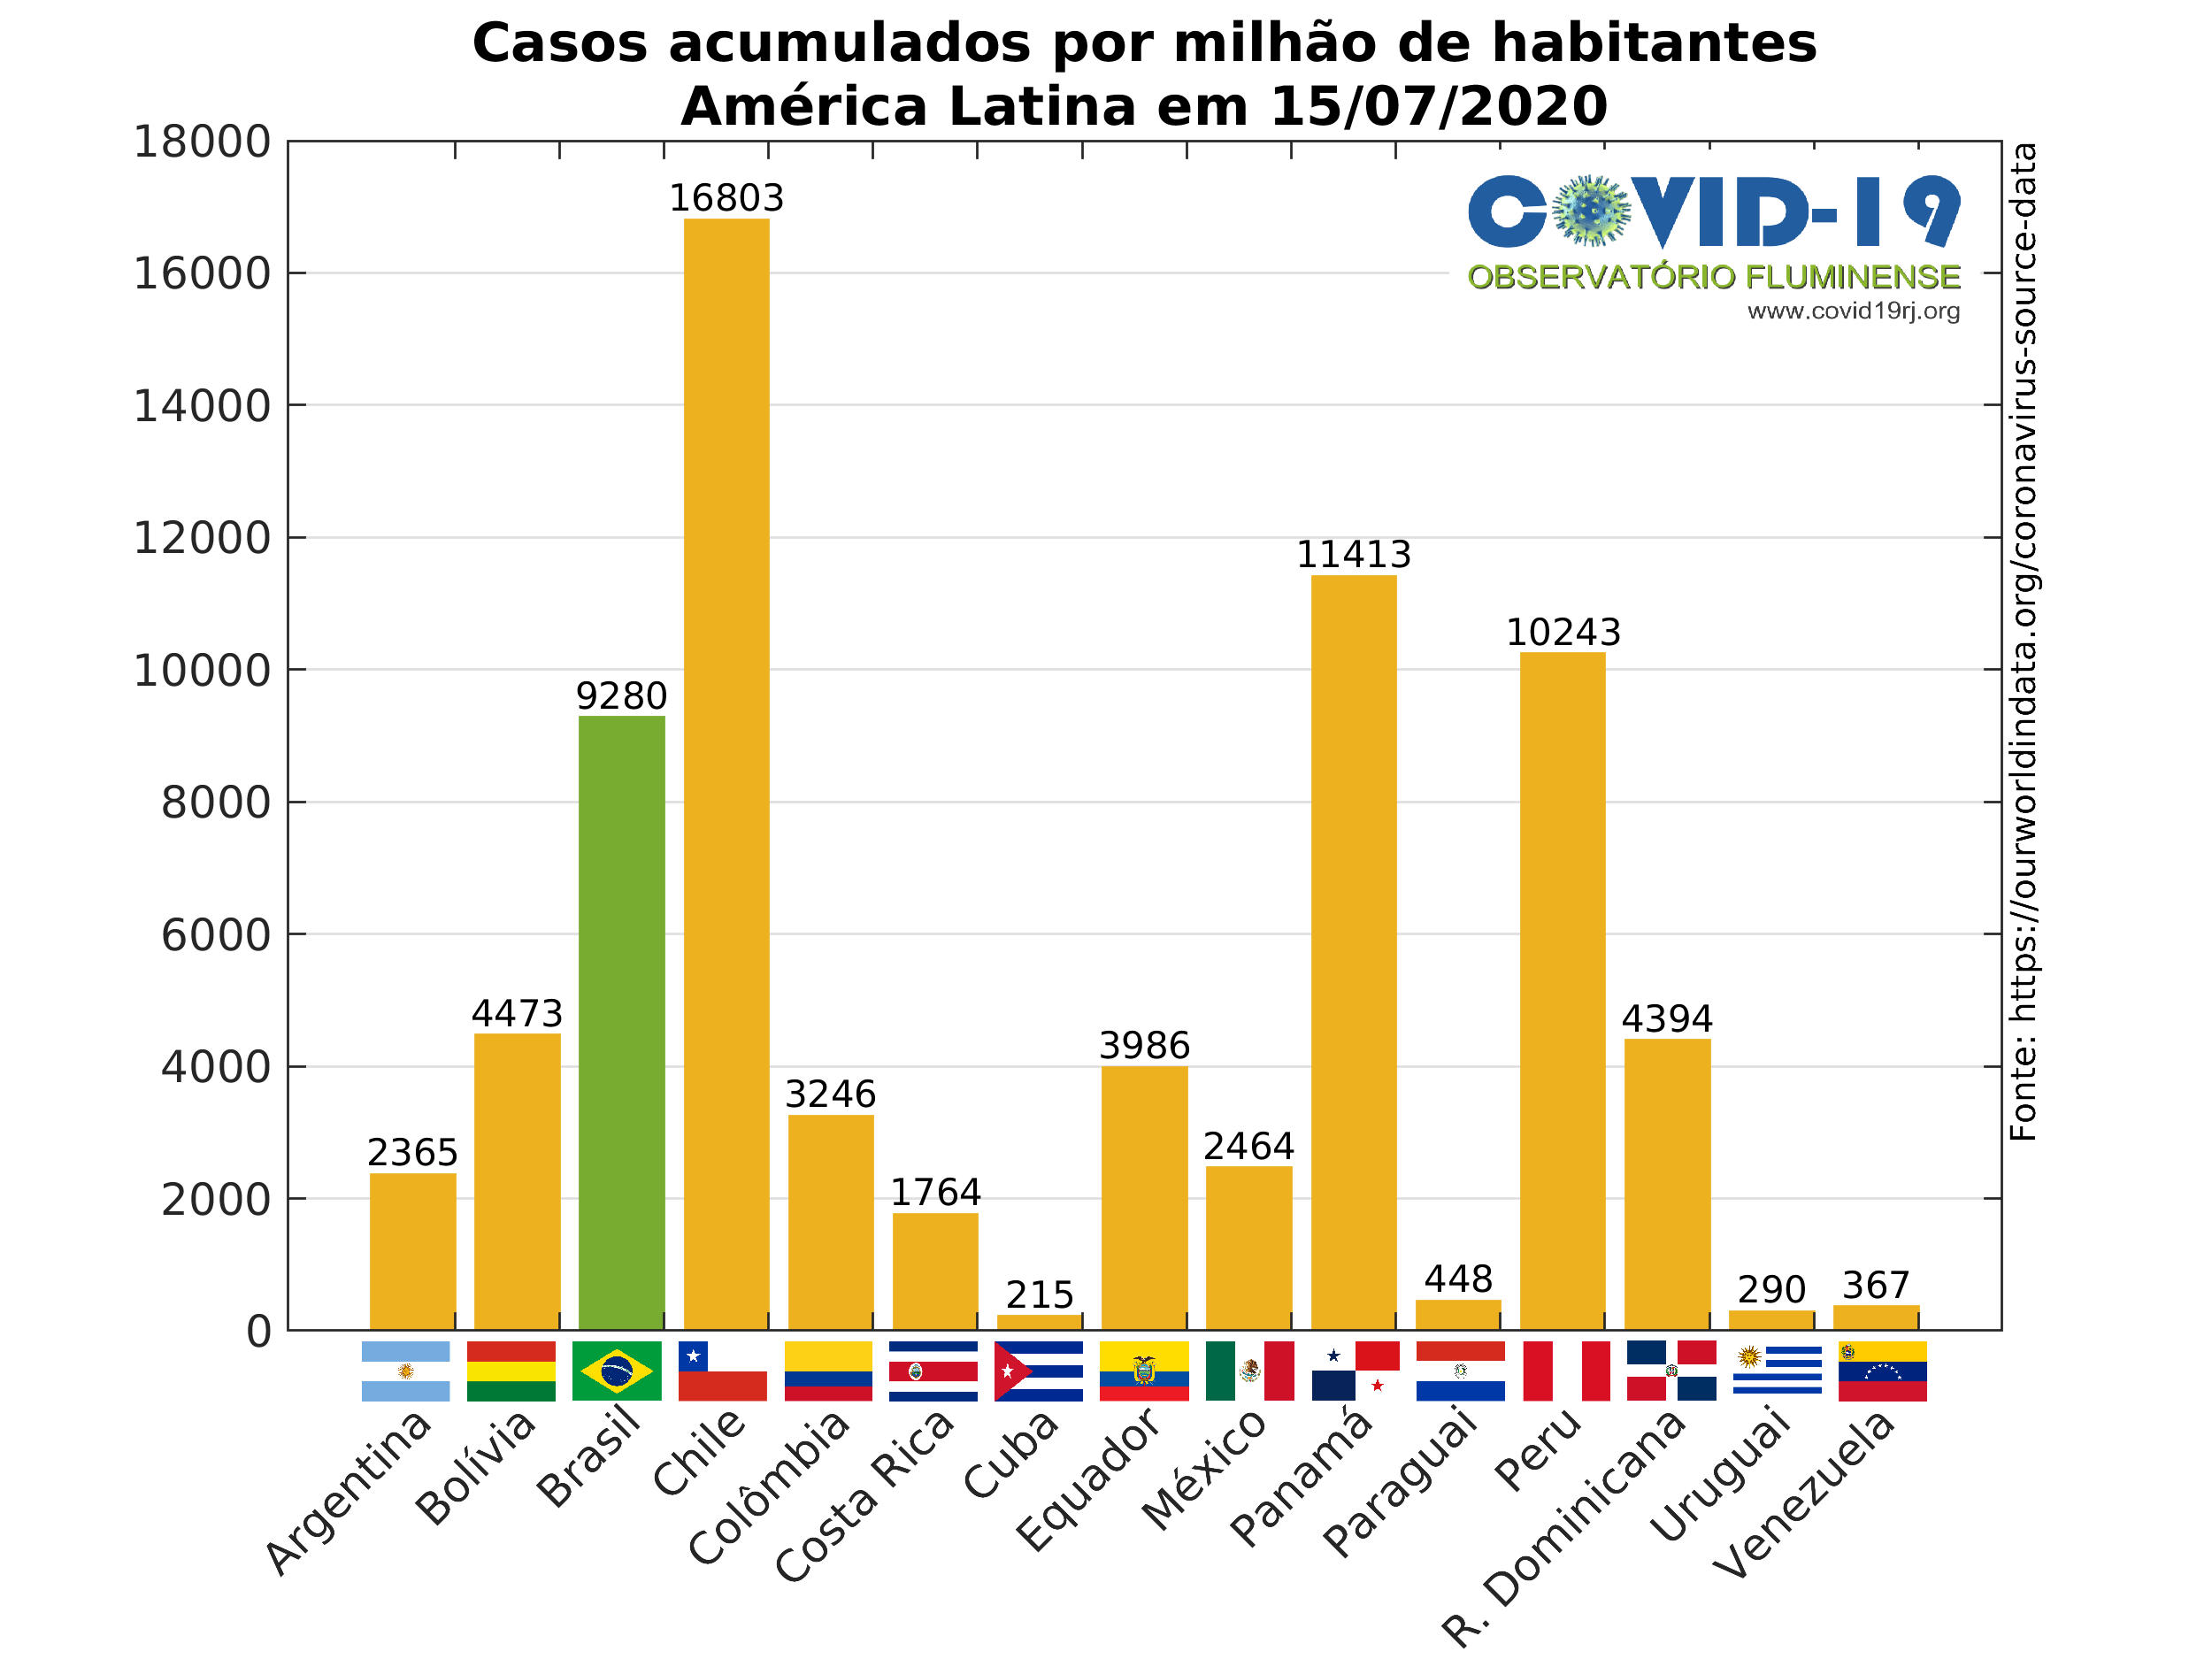 Casos acumulados por milhão de habitantes
América Latina em 15/07/2020
18000
16000
14000
12000
10000
8000
6000
4000
2000
0
2365
4473
9280
16803
3246
1764
215
3986
2464
11413
448
10243
4394
290
367
COVID-19
OBSERVATÓRIO FLUMINENSE
www.covid19rj.org
Fonte: https://ourworldindata.org/coronavirus-source-data
Argentina
Bolívia
Brasil
Chile
Colômbia
Costa Rica
Cuba
Equador
México
Panamá
Paraguai
Peru
R. Dominicana
Uruguai
Venezuela